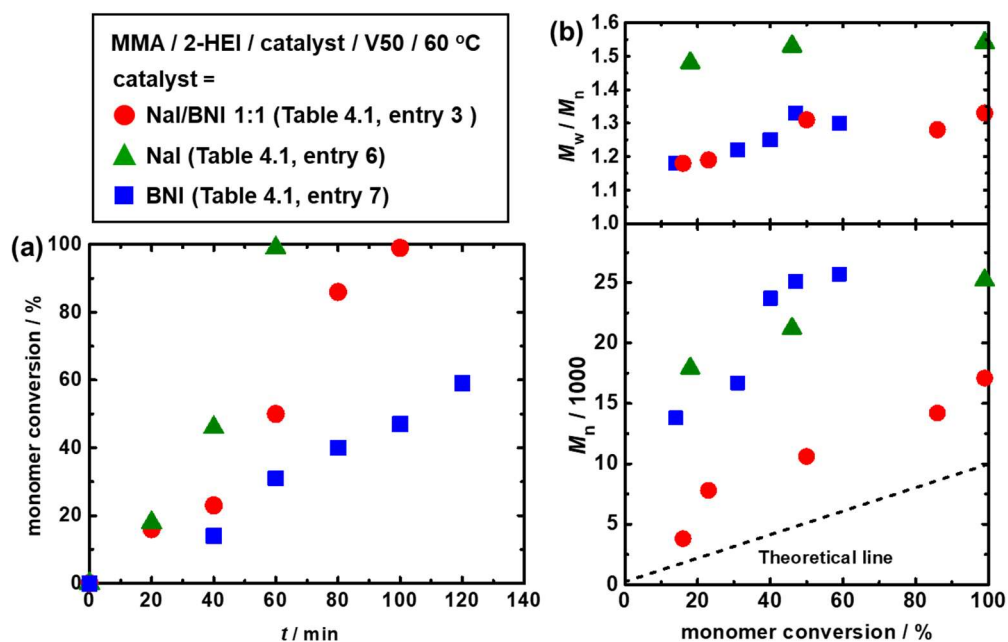 MMA / 2-HEI / catalyst / V50 / 60 °C
catalyst =
NaI/BNI 1:1 (Table 4.1, entry 3 )
NaI (Table 4.1, entry 6)
BNI (Table 4.1, entry 7)
(a)
monomer conversion / %
100
80
60
40
20
0
0 20 40 60 80 100 120 140
t / min
(b)
Mw / Mn
1.6
1.5
1.4
1.3
1.2
1.1
1.0
Mn / 1000
25
20
15
10
5
0
Theoretical line
0 20 40 60 80 100
monomer conversion / %